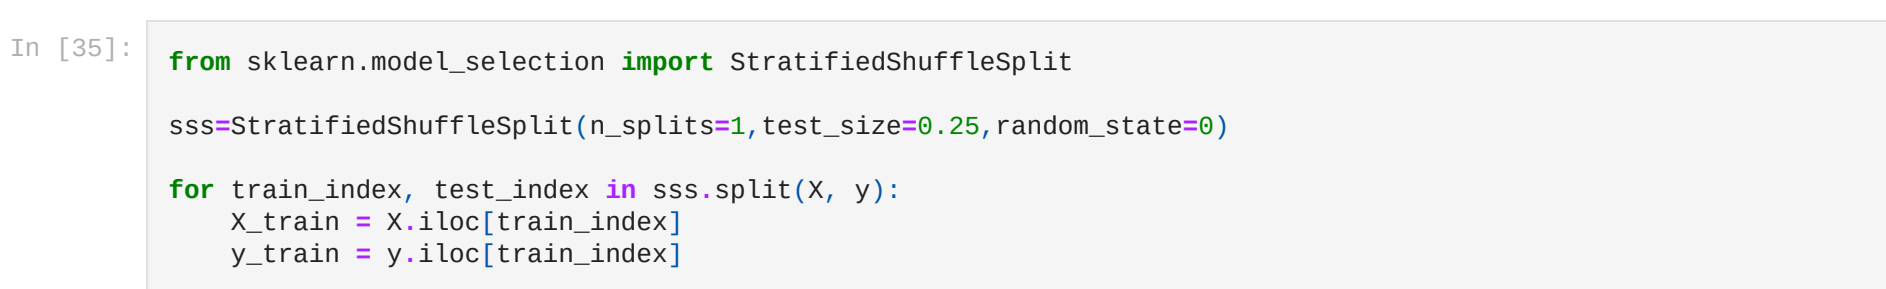 In [35]:
from sklearn.model_selection import StratifiedShuffleSplit
sss=StratifiedShuffleSplit(n_splits=1,test_size=0.25,random_state=0)
for train_index, test_index in sss.split(X, y):
    X_train = X.iloc[train_index]
    y_train = y.iloc[train_index]